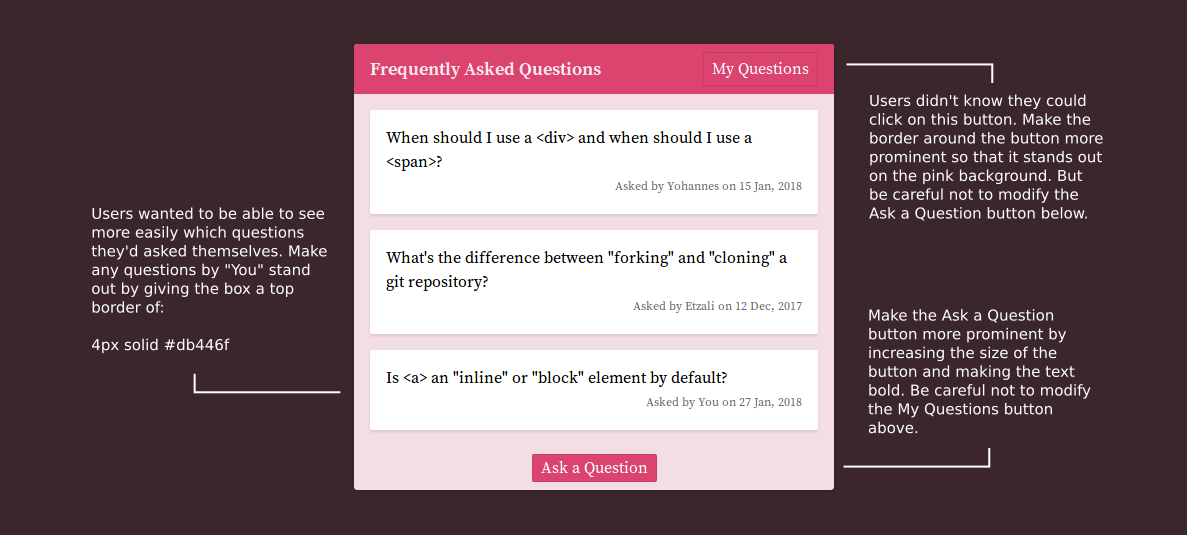 Frequently Asked Questions
My Questions
When should I use a <div> and when should I use a
<span>?
Asked by Yohannes on 15 Jan, 2018
What's the difference between "forking" and "cloning" a
git repository?
Asked by Etzali on 12 Dec, 2017
Is <a> an "inline" or "block" element by default?
Asked by You on 27 Jan, 2018
Ask a Question
Users wanted to be able to see
more easily which questions
they'd asked themselves. Make
any questions by "You" stand
out by giving the box a top
border of:
4px solid #db446f
Users didn't know they could
click on this button. Make the
border around the button more
prominent so that it stands out
on the pink background. But
be careful not to modify the
Ask a Question button below.
Make the Ask a Question
button more prominent by
increasing the size of the
button and making the text
bold. Be careful not to modify
the My Questions button
above.